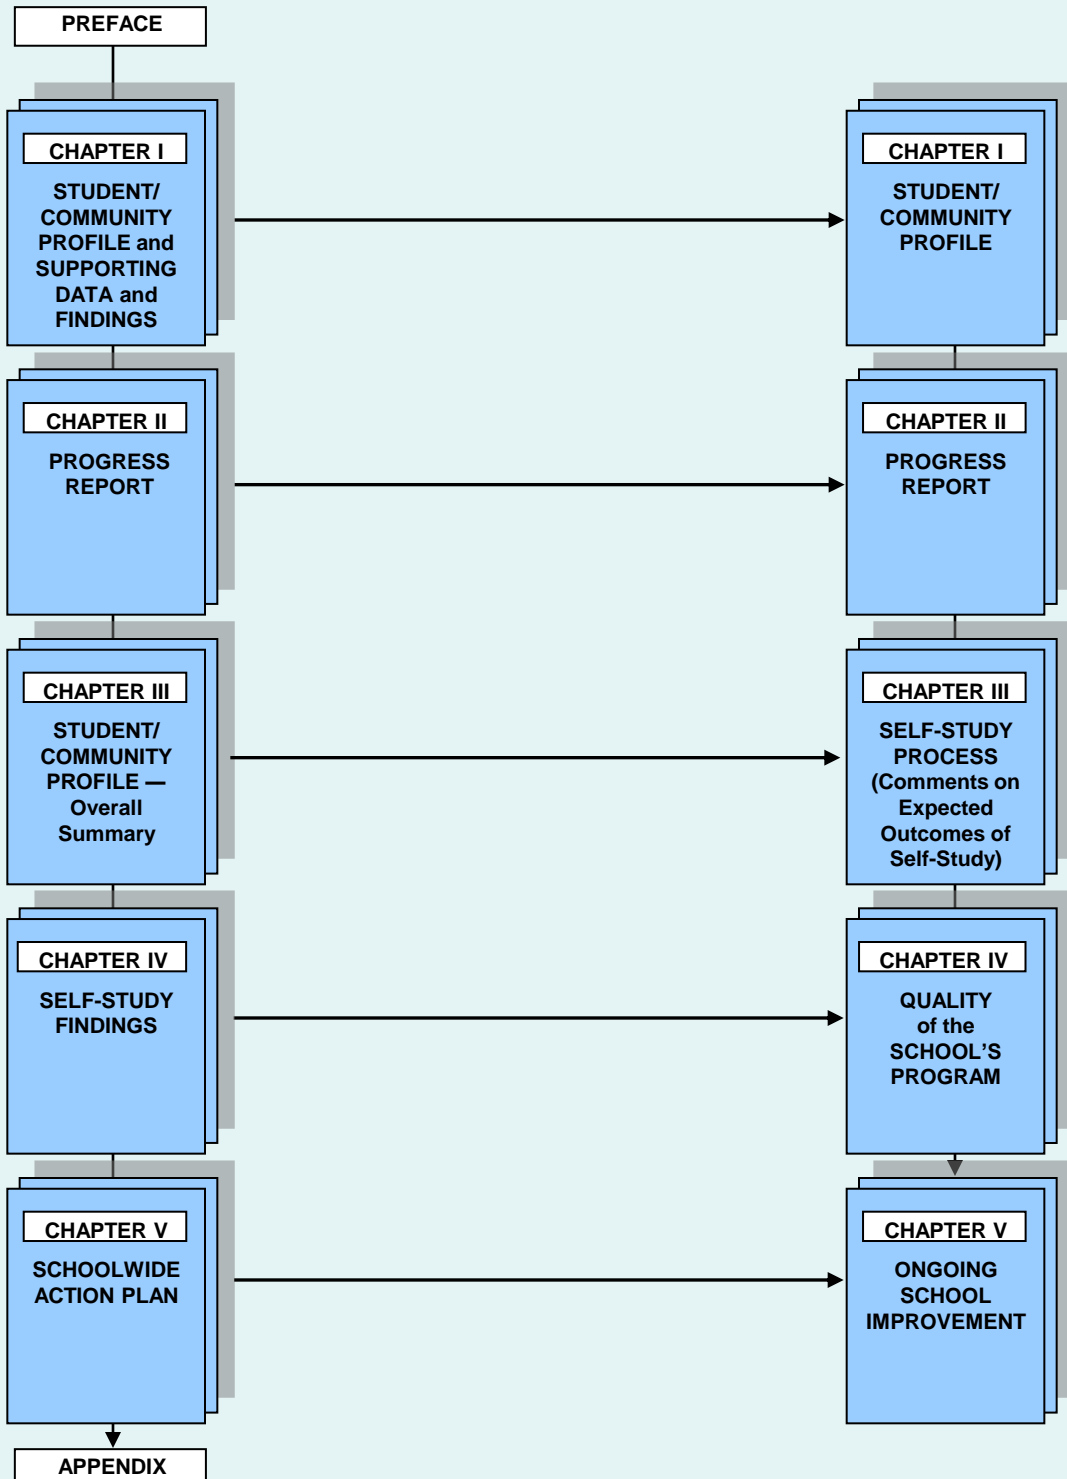 PREFACE
CHAPTER I
STUDENT/
COMMUNITY
PROFILE and
SUPPORTING
DATA and
FINDINGS
CHAPTER I
STUDENT/
COMMUNITY
PROFILE
CHAPTER II
PROGRESS
REPORT
CHAPTER II
PROGRESS
REPORT
CHAPTER III
STUDENT/
COMMUNITY
PROFILE —
Overall
Summary
CHAPTER III
SELF-STUDY
PROCESS
(Comments on
Expected
Outcomes of
Self-Study)
CHAPTER IV
SELF-STUDY
FINDINGS
CHAPTER IV
QUALITY
of the
SCHOOL’S
PROGRAM
CHAPTER V
SCHOOLWIDE
ACTION PLAN
CHAPTER V
ONGOING
SCHOOL
IMPROVEMENT
APPENDIX